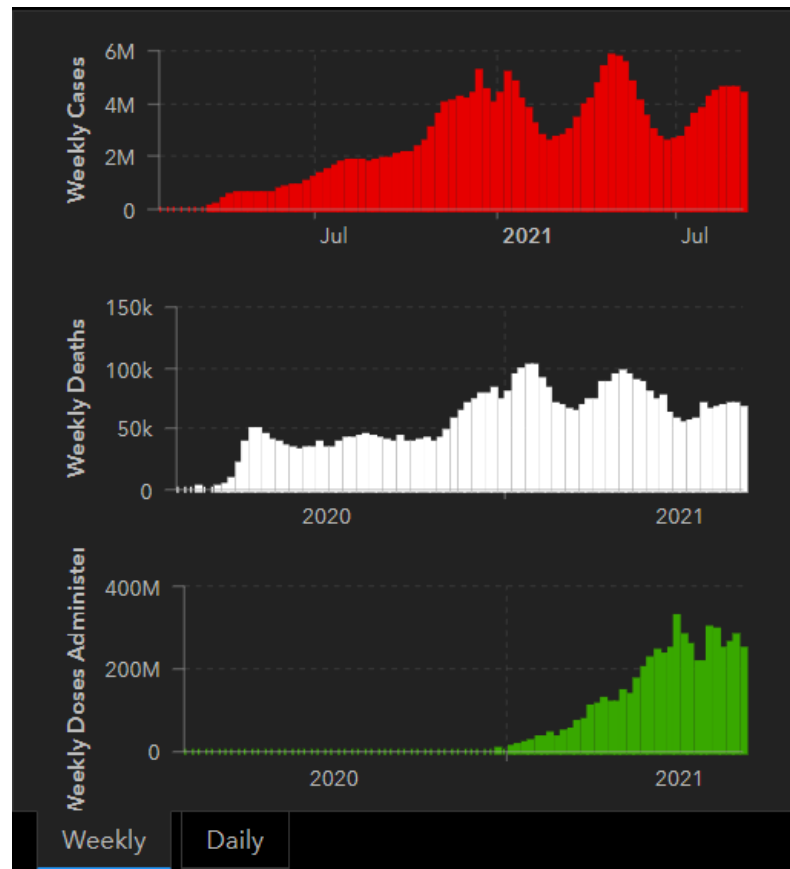 Weekly Cases
6M
4M
2M
0
Jul
2021
Jul
Weekly Deaths
150k
100k
50k
0
2020
2021
Weekly Doses Administer
400M
200M
0
2020
2021
Weekly
Daily